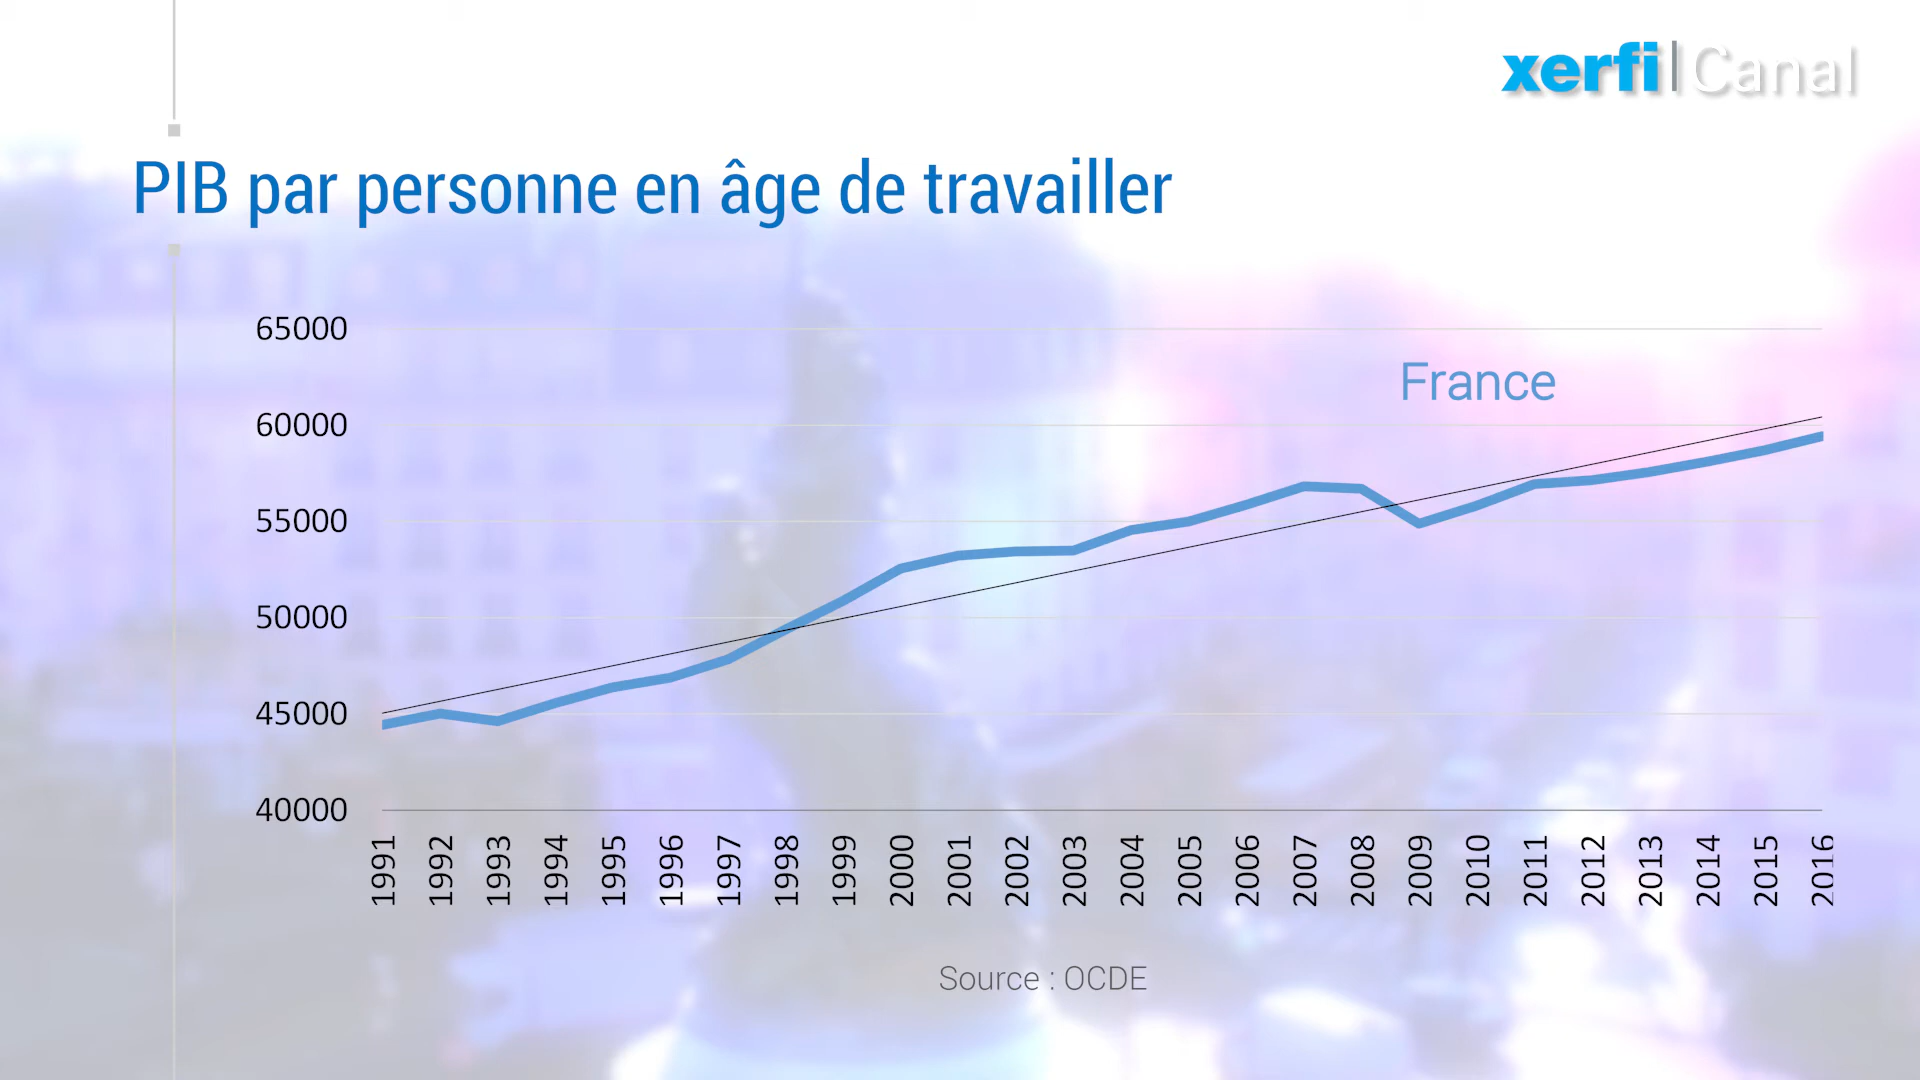 xerfi Canal
PIB par personne en âge de travailler
65000
France
60000
55000
50000
45000
40000
1991 1992 1993 1994 1995 1996 1997 1998 1999 2000 2001 2002 2003 2004 2005 2006 2007 2008 2009 2010 2011 2012 2013 2014 2015 2016
Source : OCDE